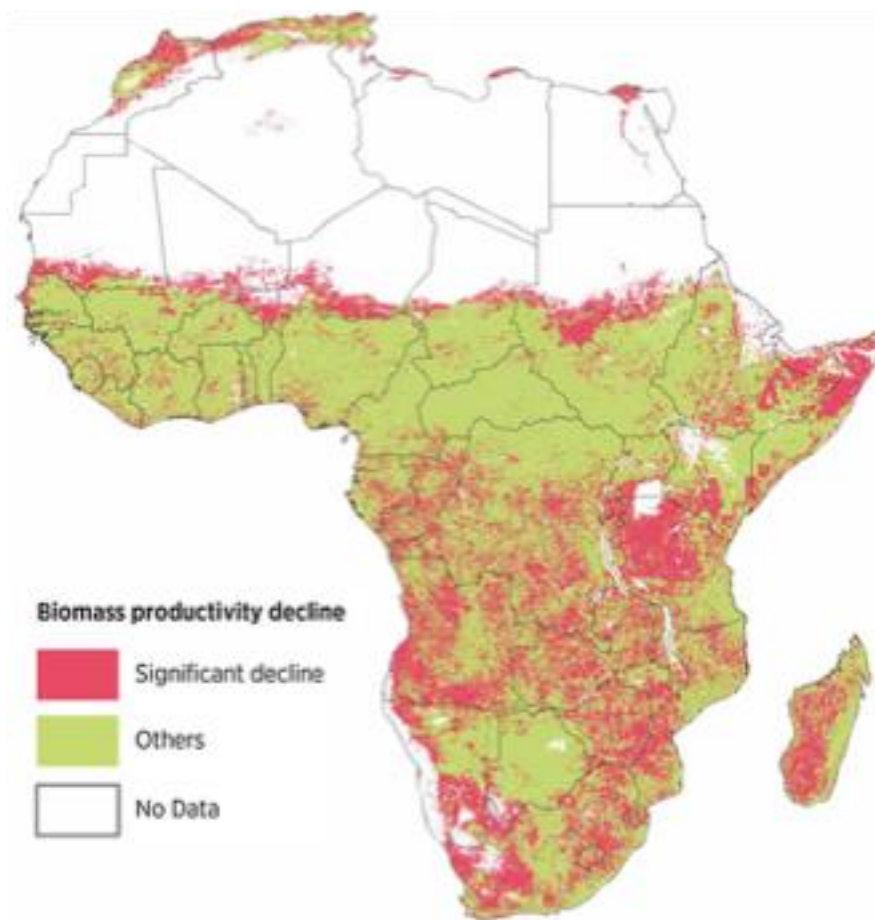 Biomass productivity decline
Significant decline
Others
No Data